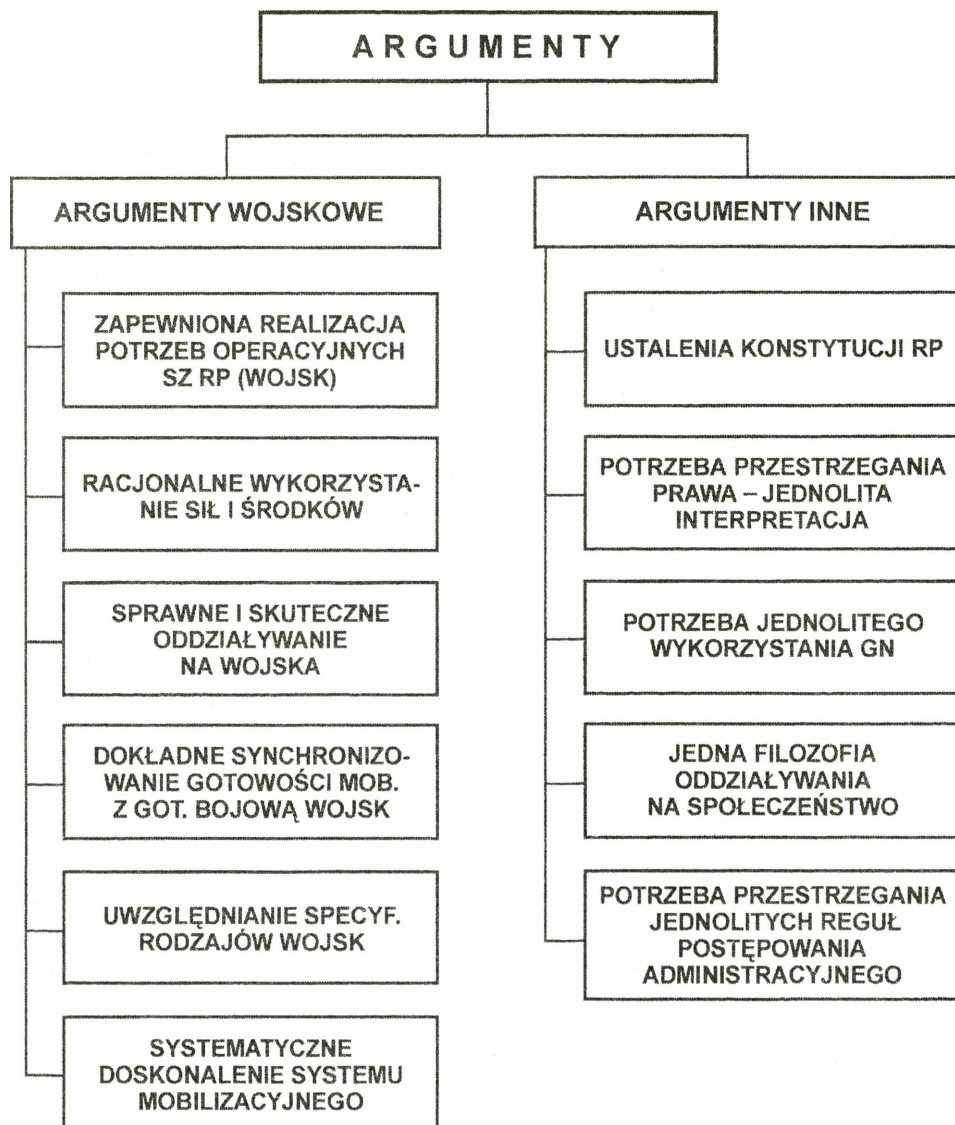 ARGUMENTY
ARGUMENTY WOJSKOWE
ZAPEWNIONA REALIZACJA
POTRZEB OPERACYJNYCH
SZ RP (WOJSK)
RACJONALNE WYKORZYSTA-
NIE SIŁ I ŚRODKÓW
SPRAWNE I SKUTECZNE
ODDZIAŁYWANIE
NA WOJSKA
DOKŁADNE SYNCHRONIZO-
WANIE GOTOWOŚCI MOB.
Z GOT. BOJOWĄ WOJSK
UWZGLĘDNIANIE SPECYF.
RODZAJÓW WOJSK
SYSTEMATYCZNE
DOSKONALENIE SYSTEMU
MOBILIZACYJNEGO
ARGUMENTY INNE
USTALENIA KONSTYTUCJI RP
POTRZEBA PRZESTRZEGANIA
PRAWA – JEDNOLITA
INTERPRETACJA
POTRZEBA JEDNOLITEGO
WYKORZYSTANIA GN
JEDNA FILOZOFIA
ODDZIAŁYWANIA
NA SPOŁECZEŃSTWO
POTRZEBA PRZESTRZEGANIA
JEDNOLITYCH REGUŁ
POSTĘPOWANIA
ADMINISTRACYJNEGO